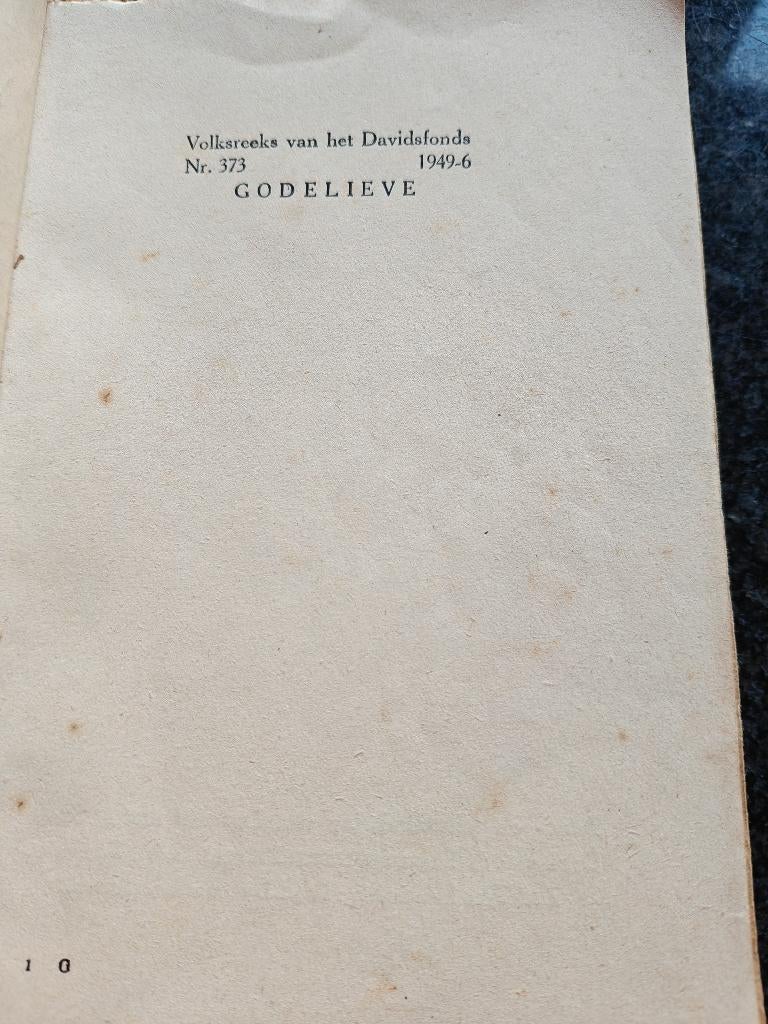 Volksreeks van het Davidsfonds
Nr. 373 1949-6
GODELIEVE
1 G